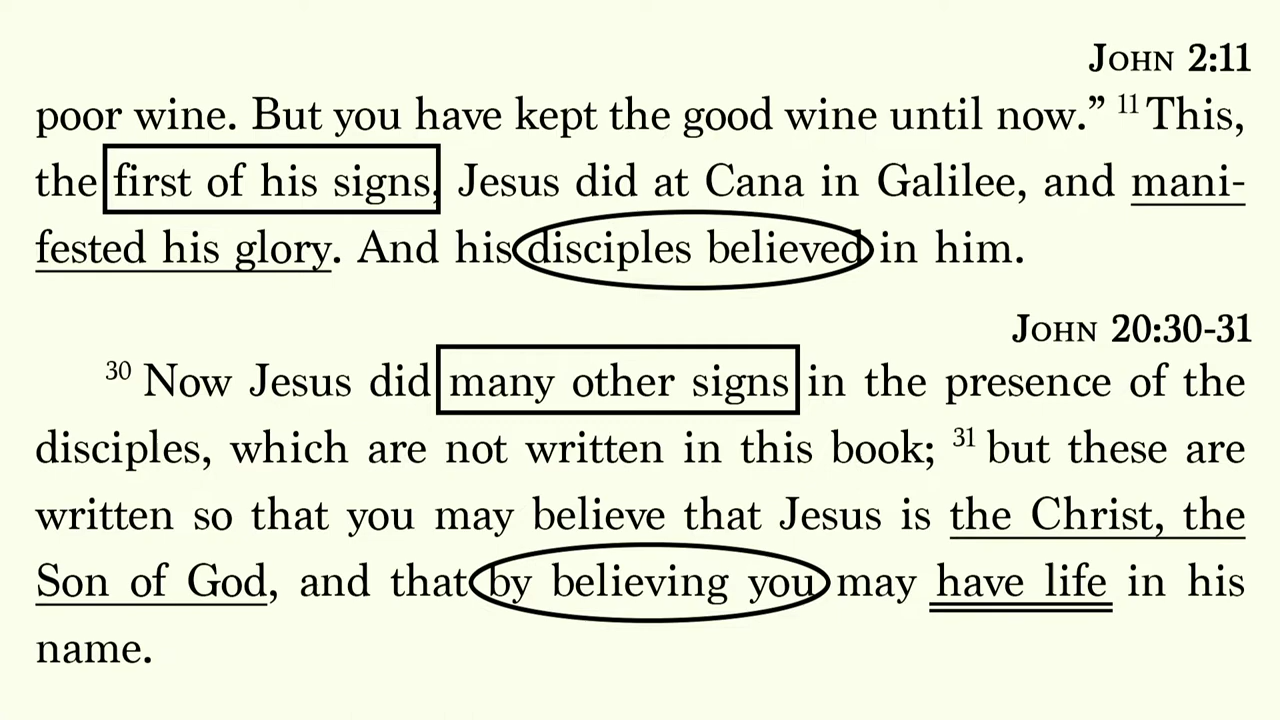 John 2:11
poor wine. But you have kept the good wine until now.” 11 This,
the first of his signs, Jesus did at Cana in Galilee, and mani-
fested his glory. And his disciples believed in him.
John 20:30-31
30 Now Jesus did many other signs in the presence of the
disciples, which are not written in this book; 31 but these are
written so that you may believe that Jesus is the Christ, the
Son of God, and that by believing you may have life in his
name.